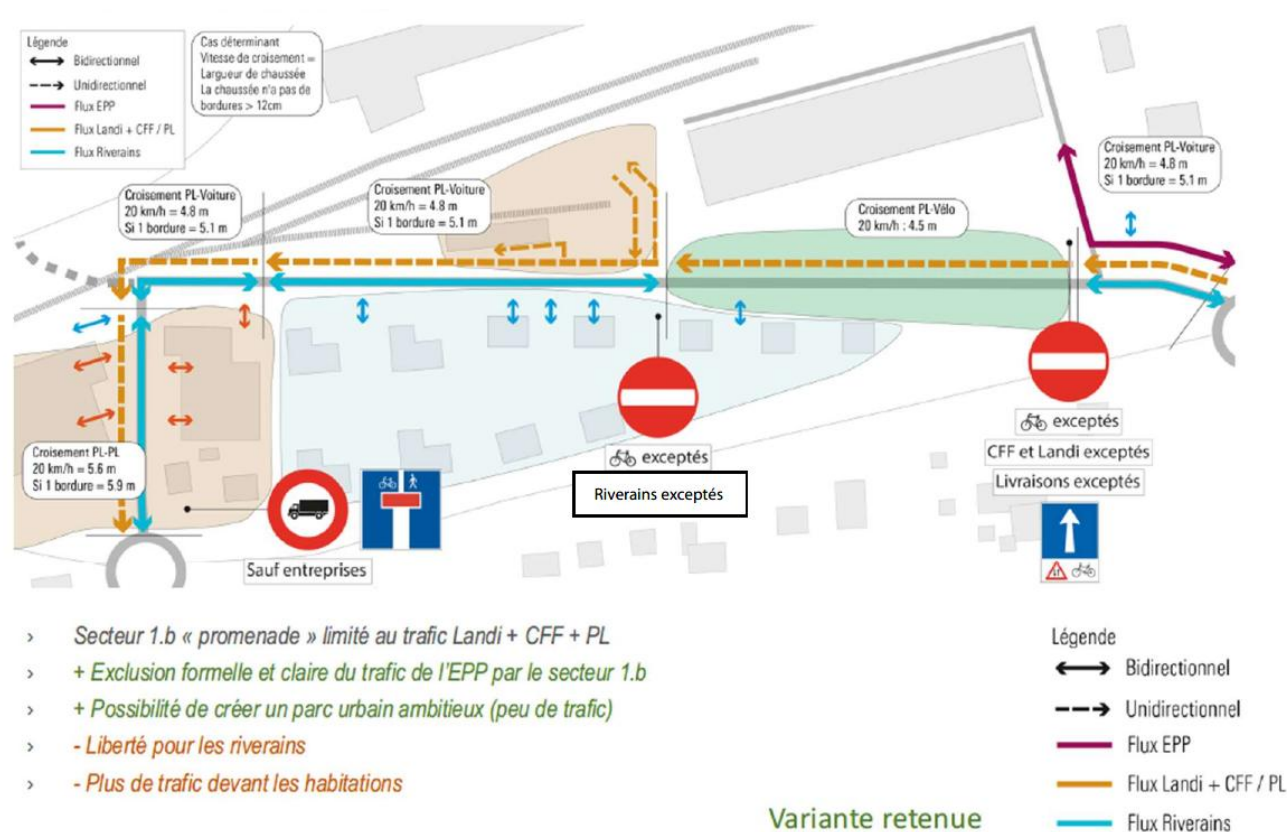 Légende
Bidirectionnel
Unidirectionnel
Flux EPP
Flux Landi + CFF / PL
Flux Riverains
Cas déterminant
Vitesse de croisement =
Largueur de chaussée
La chaussée n'a pas de
bordures > 12cm
Croisement PL-Voiture
20 km/h = 4.8 m
Si 1 bordure = 5.1 m
Croisement PL-Voiture
20 km/h = 4.8 m
Si 1 bordure = 5.1 m
Croisement PL-Vélo
20 km/h : 4.5 m
Croisement PL-Voiture
20 km/h = 4.8 m
Si 1 bordure = 5.1 m
Croisement PL-PL
20 km/h = 5.6 m
Si 1 bordure = 5.9 m
Sauf entreprises
exceptés
Riverains exceptés
exceptés
CFF et Landi exceptés
Livraisons exceptés
› Secteur 1.b « promenade » limité au trafic Landi + CFF + PL
› + Exclusion formelle et claire du trafic de l'EPP par le secteur 1.b
› + Possibilité de créer un parc urbain ambitieux (peu de trafic)
› - Liberté pour les riverains
› - Plus de trafic devant les habitations
Variante retenue
Légende
Bidirectionnel
Unidirectionnel
Flux EPP
Flux Landi + CFF / PL
Flux Riverains